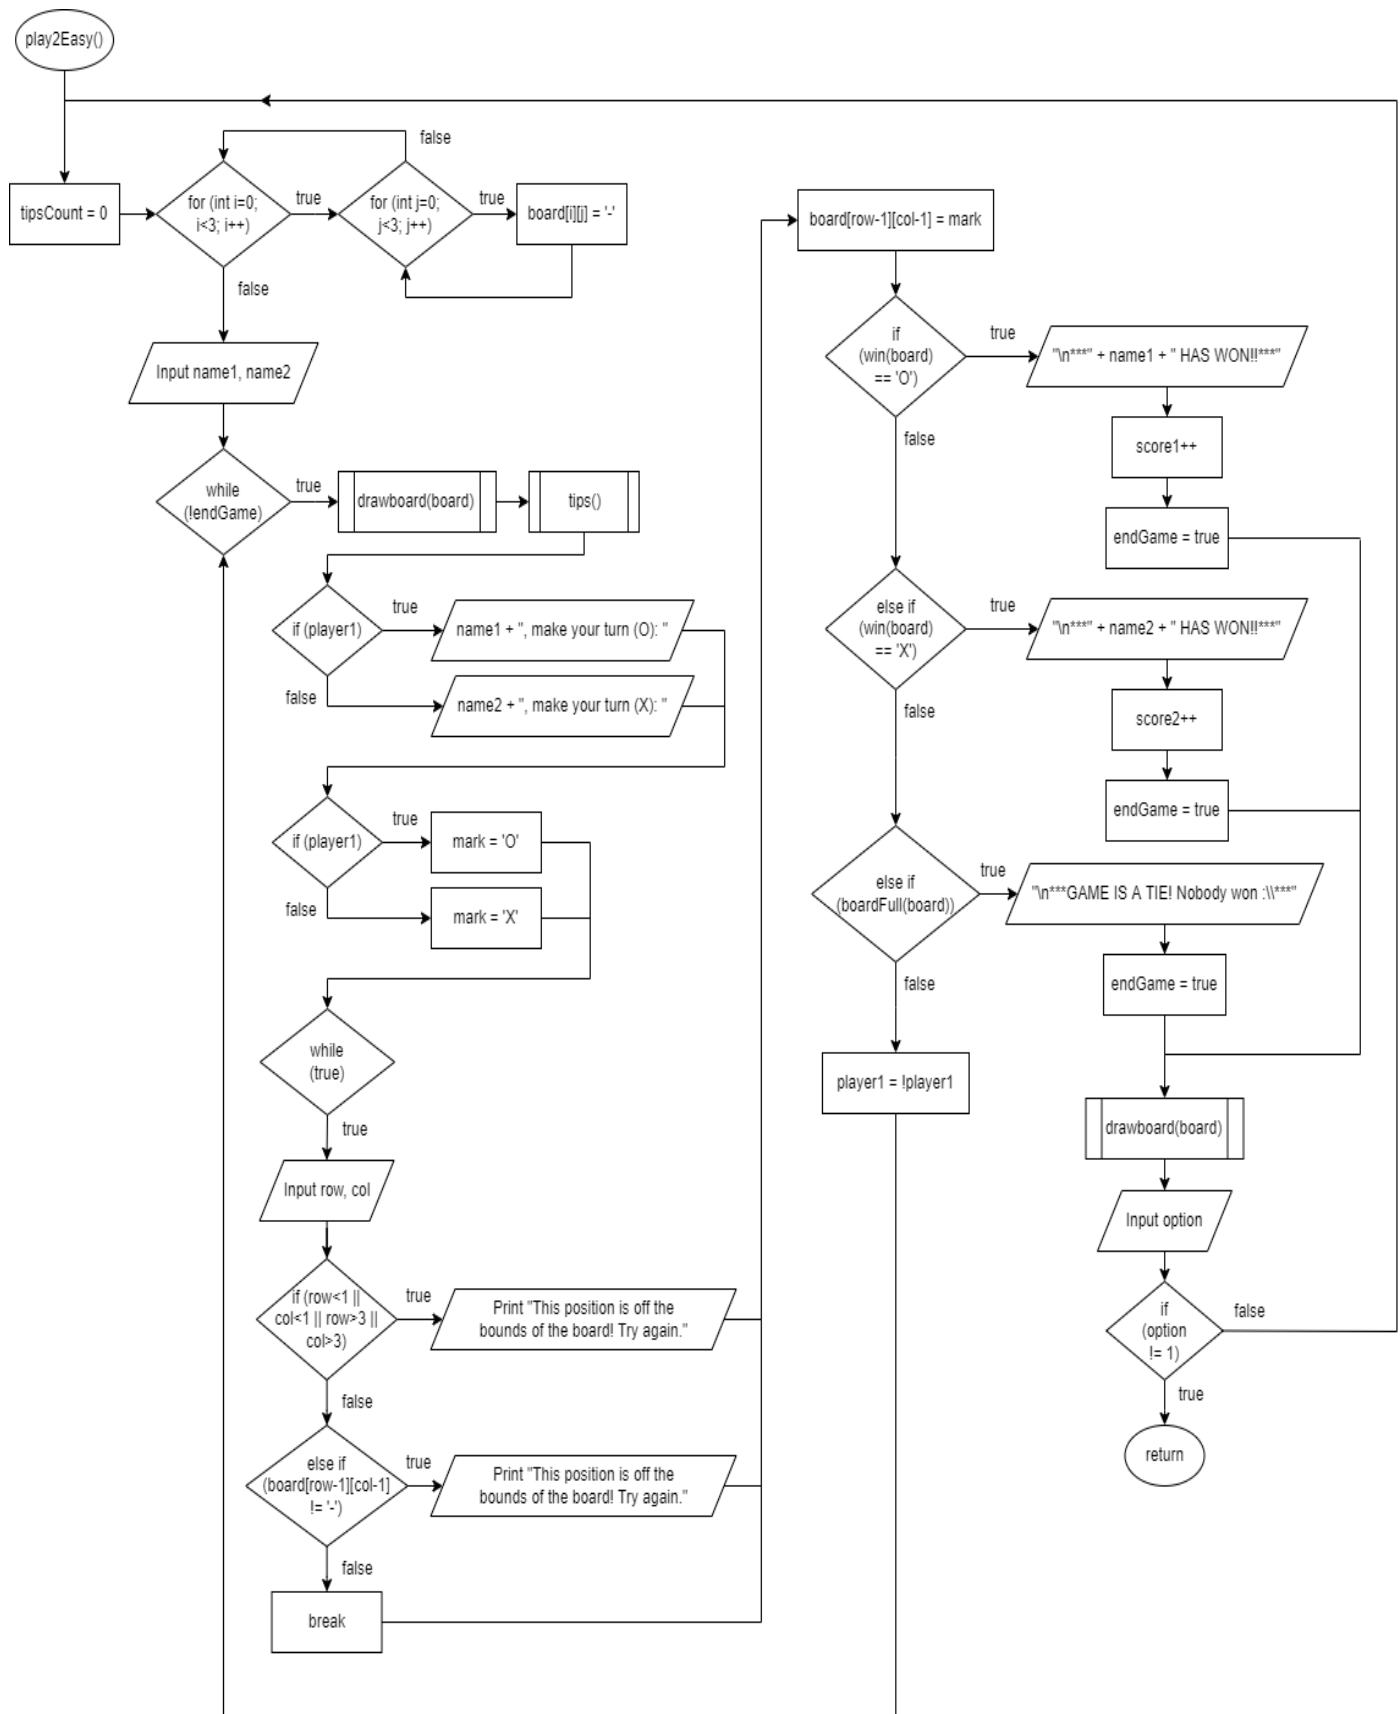 play2Easy()
tipsCount = 0
for (int i=0;
i<3; i++)
true
false
for (int j=0;
j<3; j++)
true
board[i][j] = '-'
false
Input name1, name2
while
(!endGame)
true
drawboard(board)
tips()
if (player1)
true
name1 + ", make your turn (O): "
false
name2 + ", make your turn (X): "
if (player1)
true
mark = 'O'
false
mark = 'X'
while
(true)
true
Input row, col
if (row<1 ||
col<1 || row>3 ||
col>3)
true
Print "This position is off the
bounds of the board! Try again."
false
else if
(board[row-1][col-1]
!= '-')
true
Print "This position is off the
bounds of the board! Try again."
false
break
board[row-1][col-1] = mark
if
(win(board)
== 'O')
true
"\n***" + name1 + " HAS WON!!***"
score1++
endGame = true
false
else if
(win(board)
== 'X')
true
"\n***" + name2 + " HAS WON!!***"
score2++
endGame = true
false
else if
(boardFull(board))
true
"\n***GAME IS A TIE! Nobody won :\\***"
endGame = true
false
player1 = !player1
drawboard(board)
Input option
if
(option
!= 1)
false
true
return